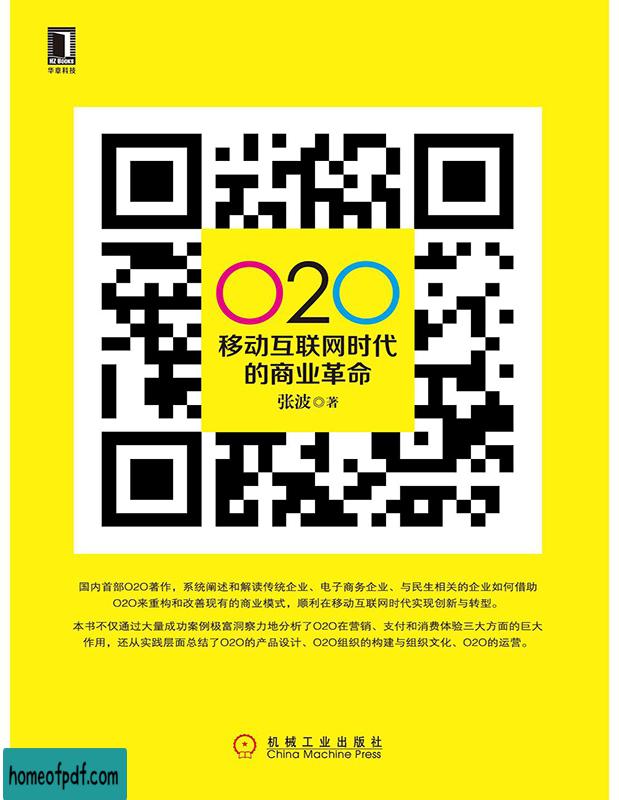 HZ BOOKS
华章科技
O2O
移动互联网时代
的商业革命
张波◎著
国内首部O2O著作，系统阐述和解读传统企业、电子商务企业、与民生相关的企业如何借助
O2O来重构和改善现有的商业模式，顺利在移动互联网时代实现创新与转型。
本书不仅通过大量成功案例极富洞察力地分析了O2O在营销、支付和消费体验三大方面的巨大
作用，还从实践层面总结了O2O的产品设计、O2O组织的构建与组织文化、O2O的运营。
机械工业出版社
China Machine Press
homeofpdf.com